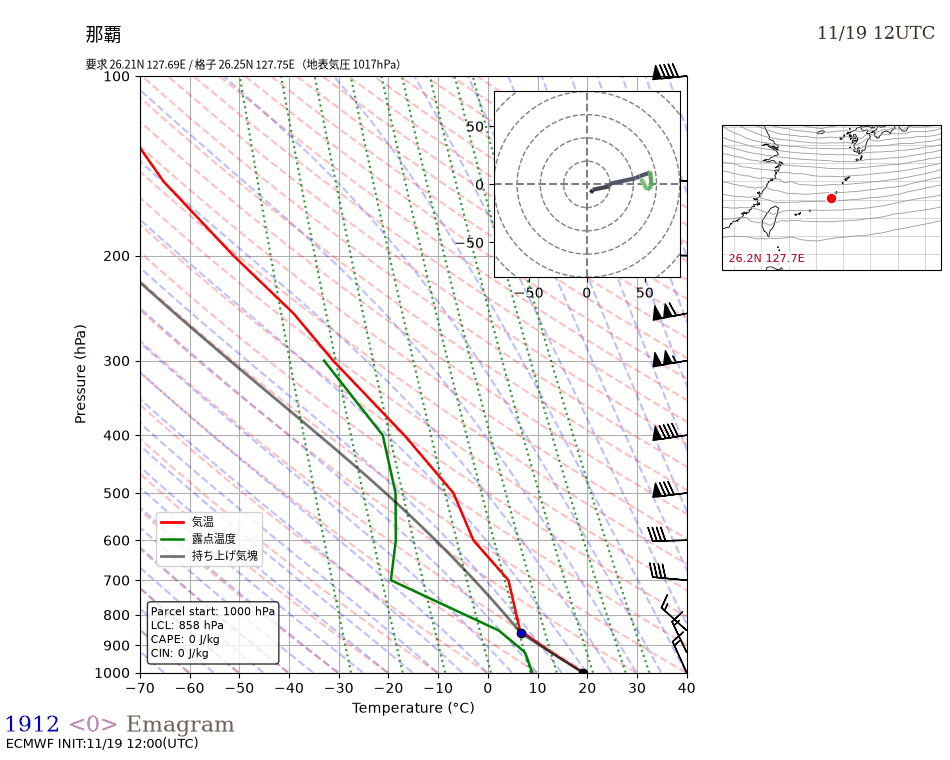 那覇
11/19 12UTC
要求 26.21N 127.69E / 格子 26.25N 127.75E（地表気圧 1017hPa）
100
200
300
400
500
600
700
800
900
1000
Pressure (hPa)
50
0
−50
−50 0 50
26.2N 127.7E
気温
露点温度
持ち上げ気塊
Parcel start: 1000 hPa
LCL: 858 hPa
CAPE: 0 J/kg
CIN: 0 J/kg
−70 −60 −50 −40 −30 −20 −10 0 10 20 30 40
Temperature (°C)
1912 <0> Emagram
ECMWF INIT:11/19 12:00(UTC)